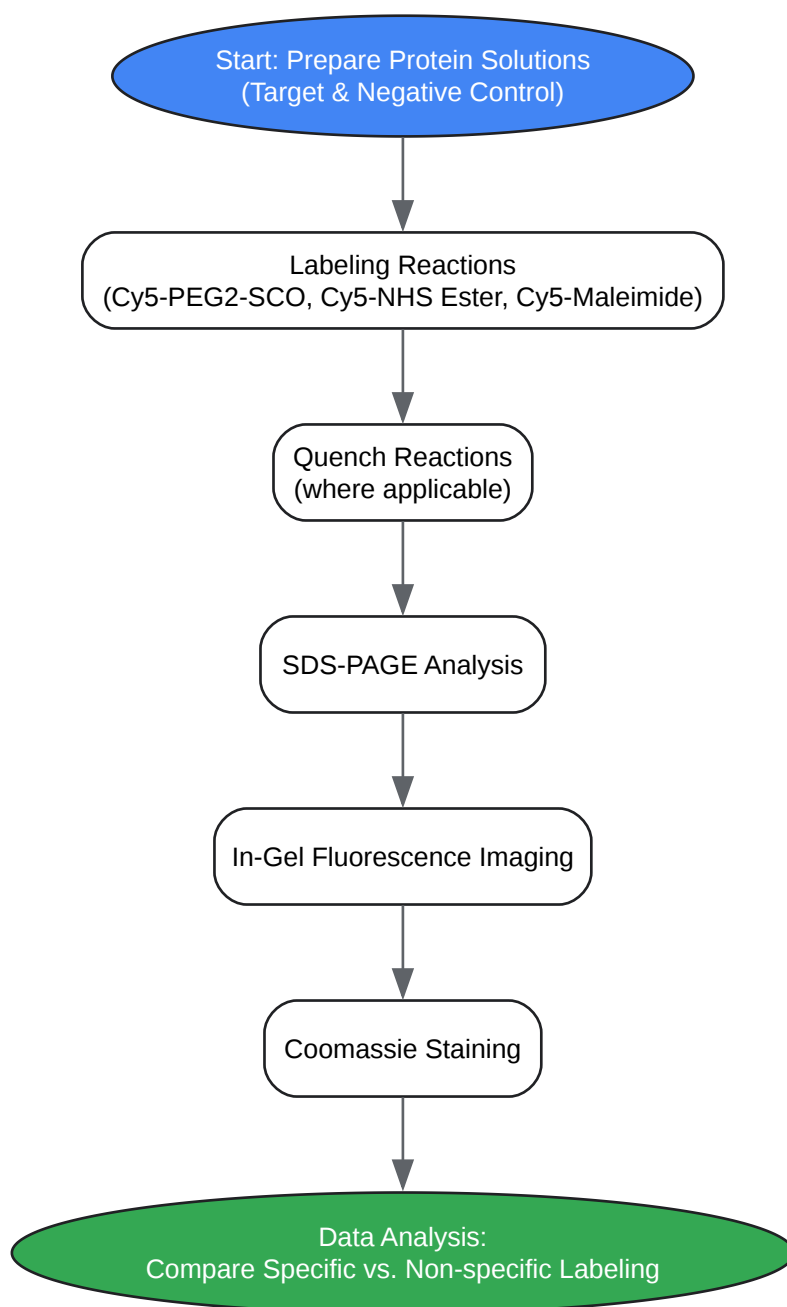 Start: Prepare Protein Solutions
(Target & Negative Control)
Labeling Reactions
(Cy5-PEG2-SCO, Cy5-NHS Ester, Cy5-Maleimide)
Quench Reactions
(where applicable)
SDS-PAGE Analysis
In-Gel Fluorescence Imaging
Coomassie Staining
Data Analysis:
Compare Specific vs. Non-specific Labeling